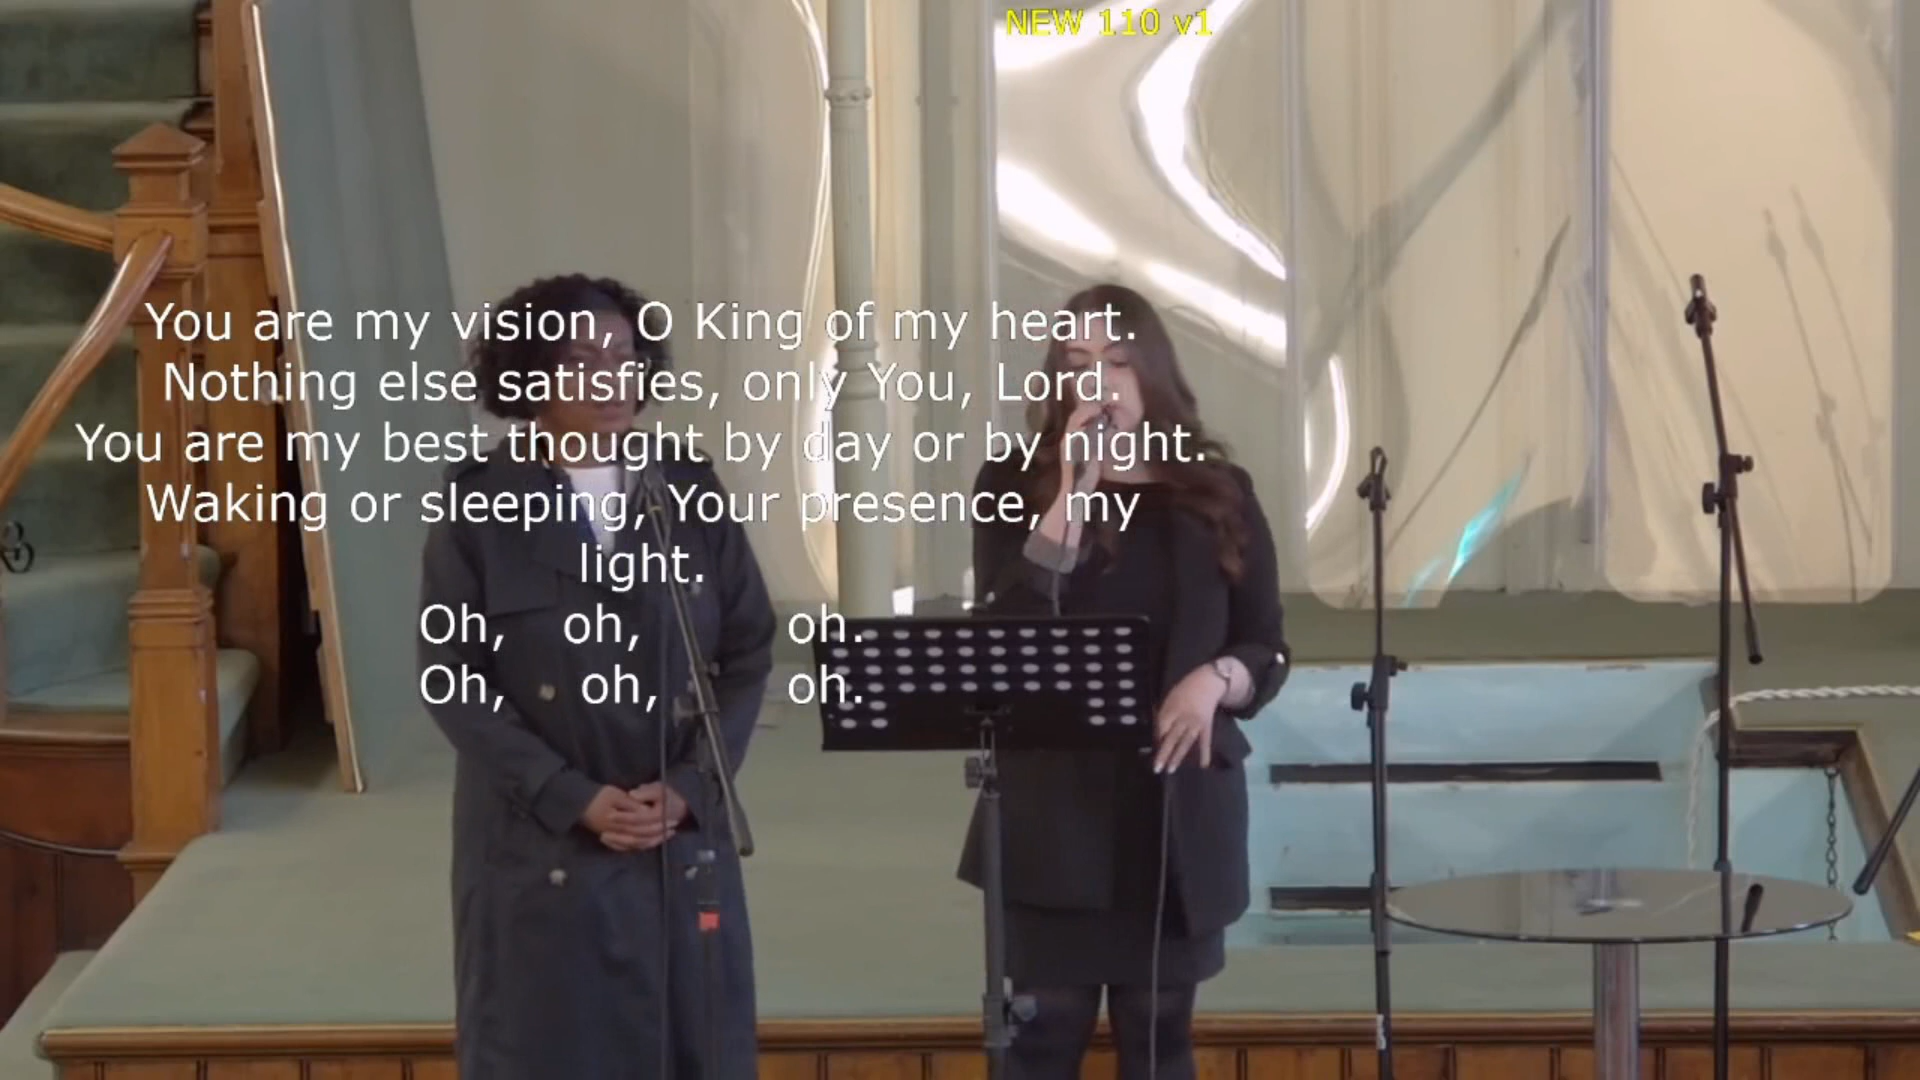 NEW 110 v1
You are my vision, O King of my heart.
Nothing else satisfies, only You, Lord.
You are my best thought by day or by night.
Waking or sleeping, Your presence, my
light.
Oh, oh, oh.
Oh, oh, oh.